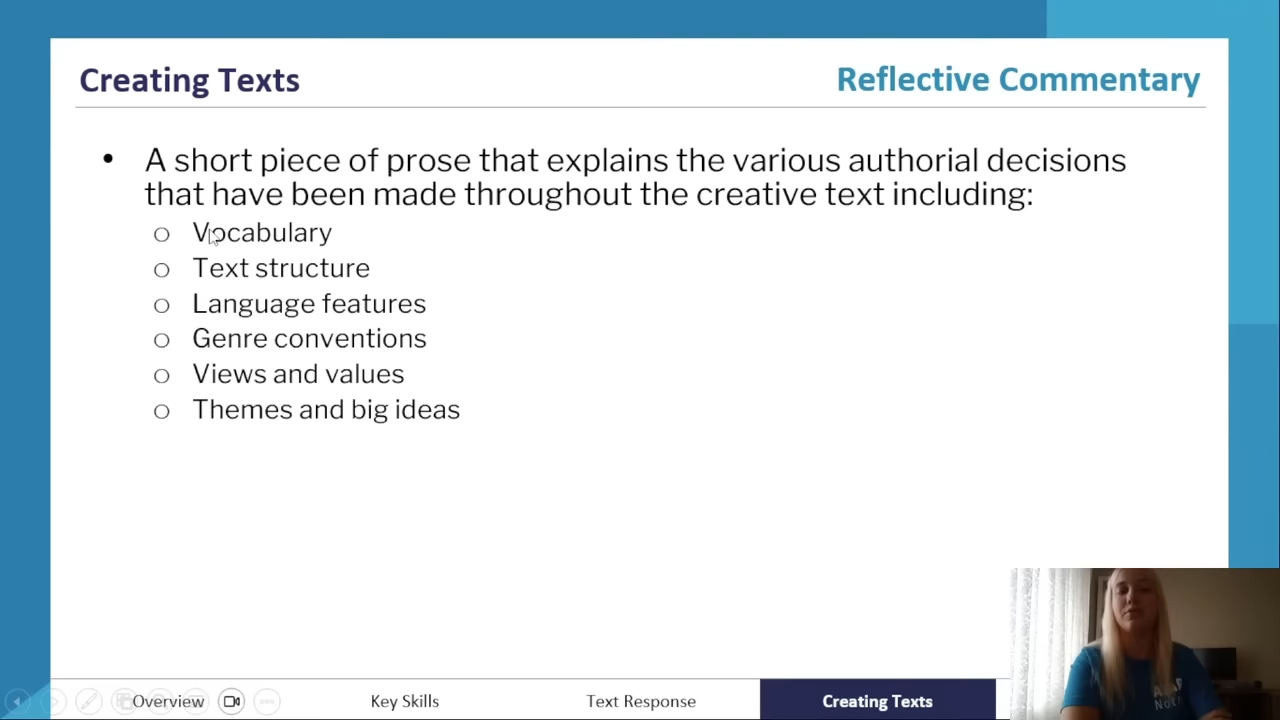 Creating Texts
Reflective Commentary
• A short piece of prose that explains the various authorial decisions
that have been made throughout the creative text including:
o Vocabulary
o Text structure
o Language features
o Genre conventions
o Views and values
o Themes and big ideas
Overview
Key Skills
Text Response
Creating Texts